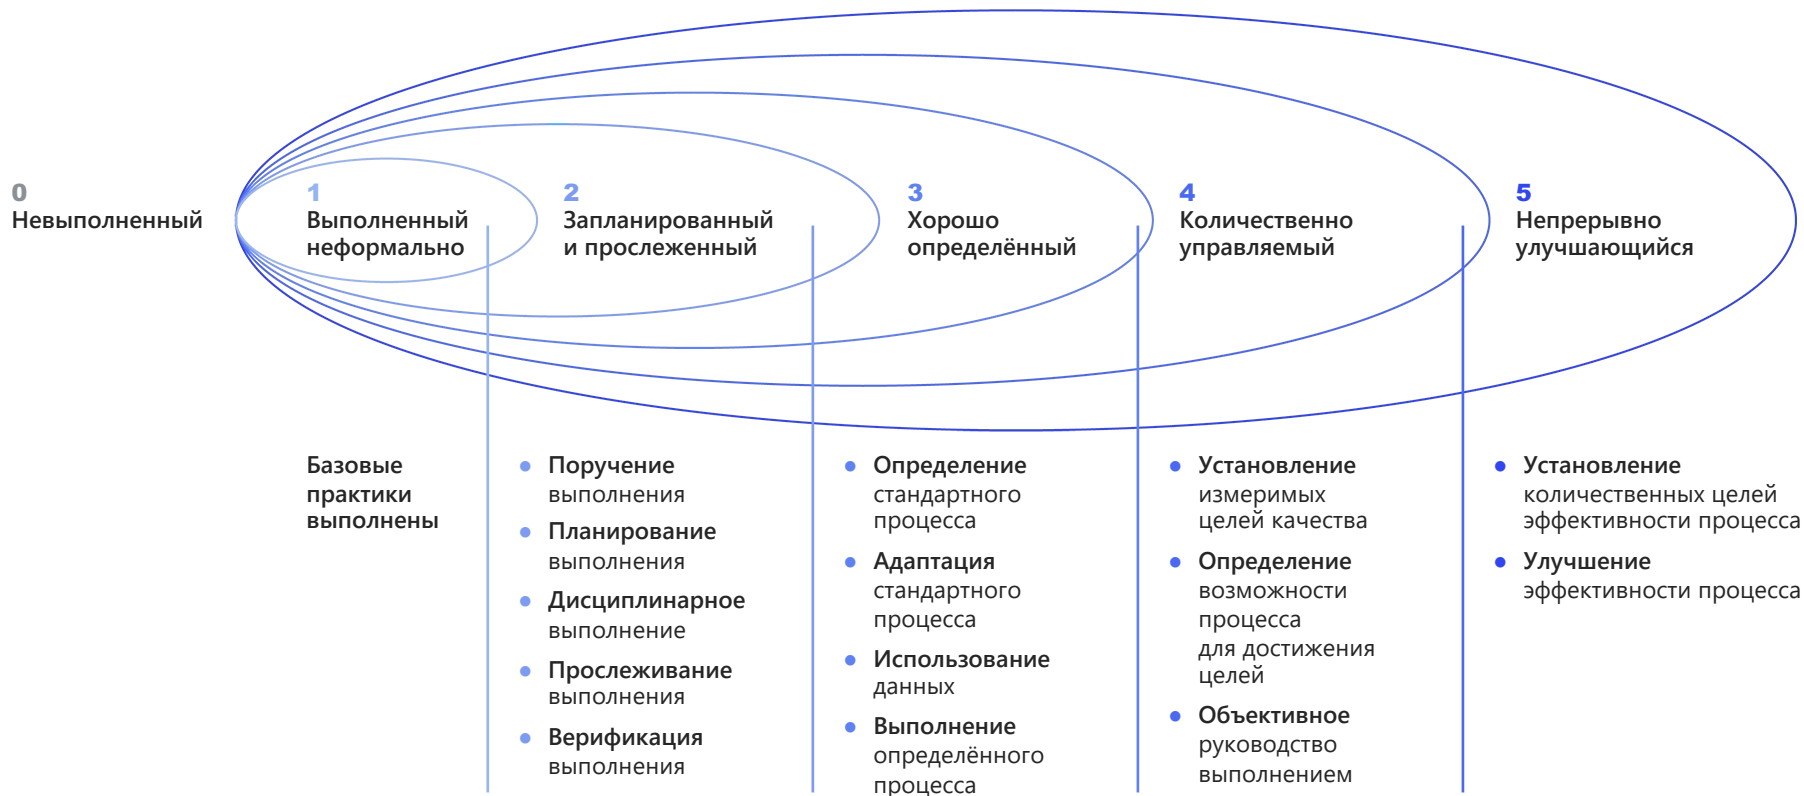 0
Невыполненный
1
Выполненный
неформально
2
Запланированный
и прослеженный
3
Хорошо
определённый
4
Количественно
управляемый
5
Непрерывно
улучшающийся
Базовые
практики
выполнены
Поручение
выполнения
Планирование
выполнения
Дисциплинарное
выполнение
Прослеживание
выполнения
Верификация
выполнения
Определение
стандартного
процесса
Адаптация
стандартного
процесса
Использование
данных
Выполнение
определённого
процесса
Установление
измеримых
целей качества
Определение
возможности
процесса
для достижения
целей
Объективное
руководство
выполнением
Установление
количественных целей
эффективности процесса
Улучшение
эффективности процесса